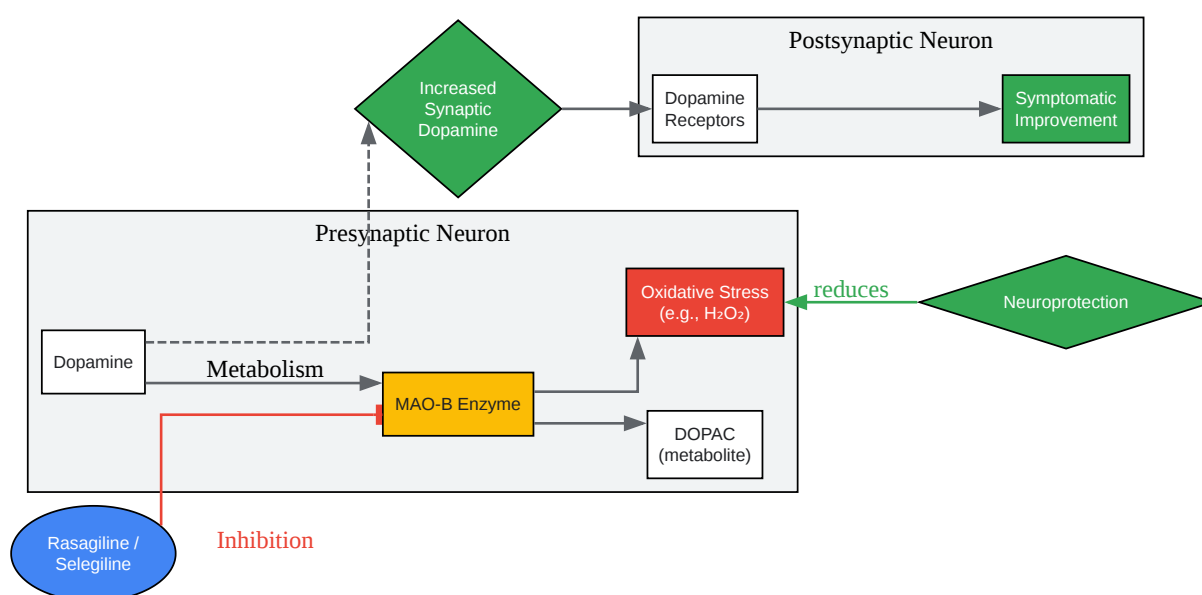 Postsynaptic Neuron
Increased
Synaptic
Dopamine
Dopamine
Receptors
Symptomatic
Improvement
Presynaptic Neuron
Oxidative Stress
(e.g., H₂O₂)
reduces
Neuroprotection
Dopamine
Metabolism
MAO-B Enzyme
DOPAC
(metabolite)
Rasagiline /
Selegiline
Inhibition